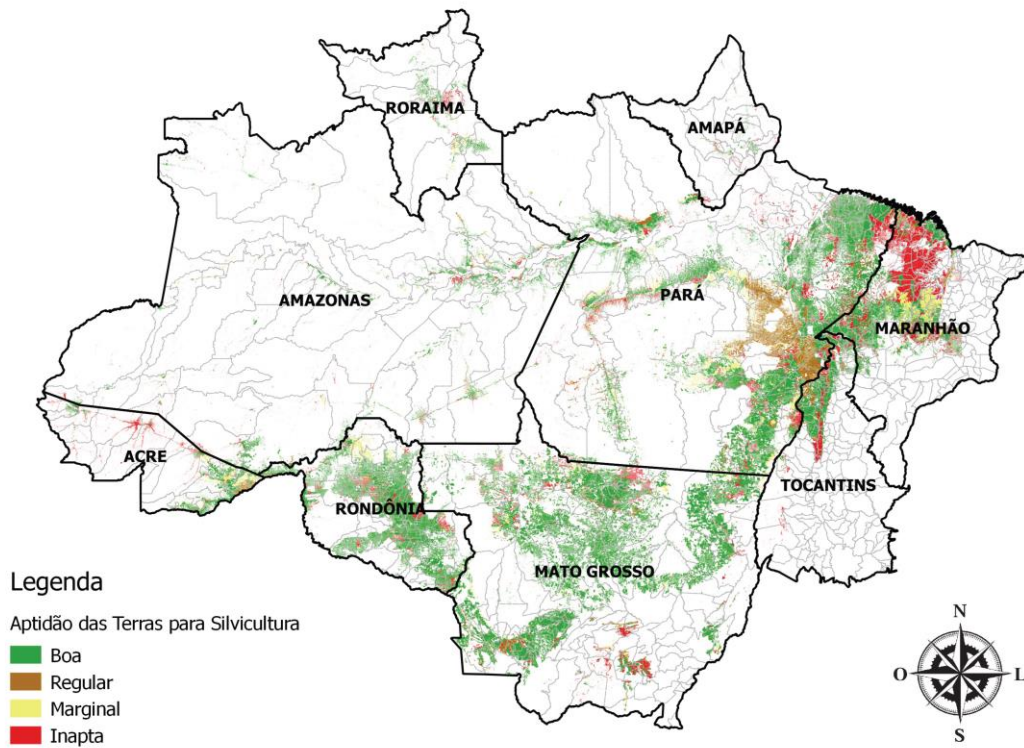 RORAIMA
AMAPÁ
AMAZONAS
PARÁ
MARANHÃO
ACRE
TOCANTINS
RONDÔNIA
MATO GROSSO
Legenda
Aptidão das Terras para Silvicultura
Boa
Regular
Marginal
Inapta
N
O
L
S